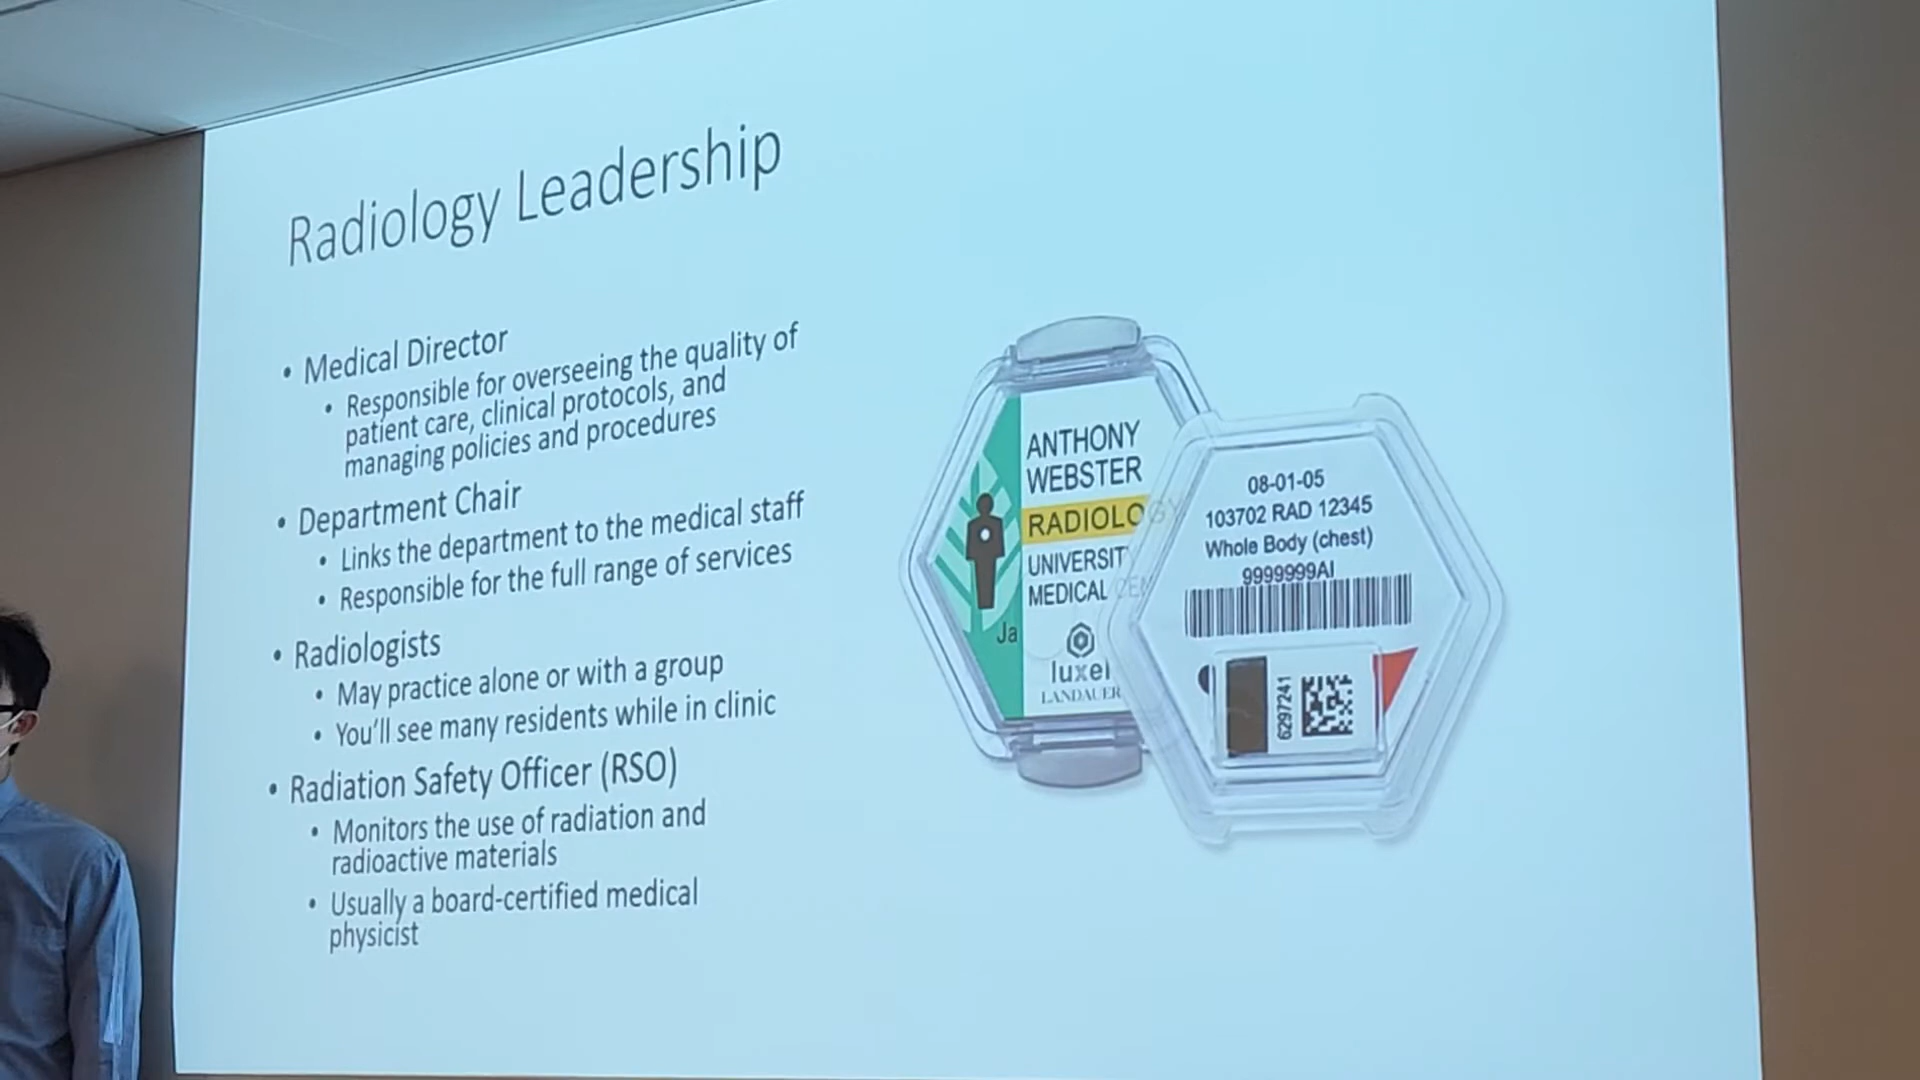 Radiology Leadership
• Medical Director
• Responsible for overseeing the quality of
patient care, clinical protocols, and
managing policies and procedures
• Department Chair
• Links the department to the medical staff
• Responsible for the full range of services
• Radiologists
• May practice alone or with a group
• You'll see many residents while in clinic
• Radiation Safety Officer (RSO)
• Monitors the use of radiation and
radioactive materials
• Usually a board-certified medical
physicist
ANTHONY
WEBSTER
RADIOLOGY
UNIVERSIT
MEDICAL CEN
Ja
luxel
LANDAUER
08-01-05
103702 RAD 12345
Whole Body (chest)
9999999AI
6297241